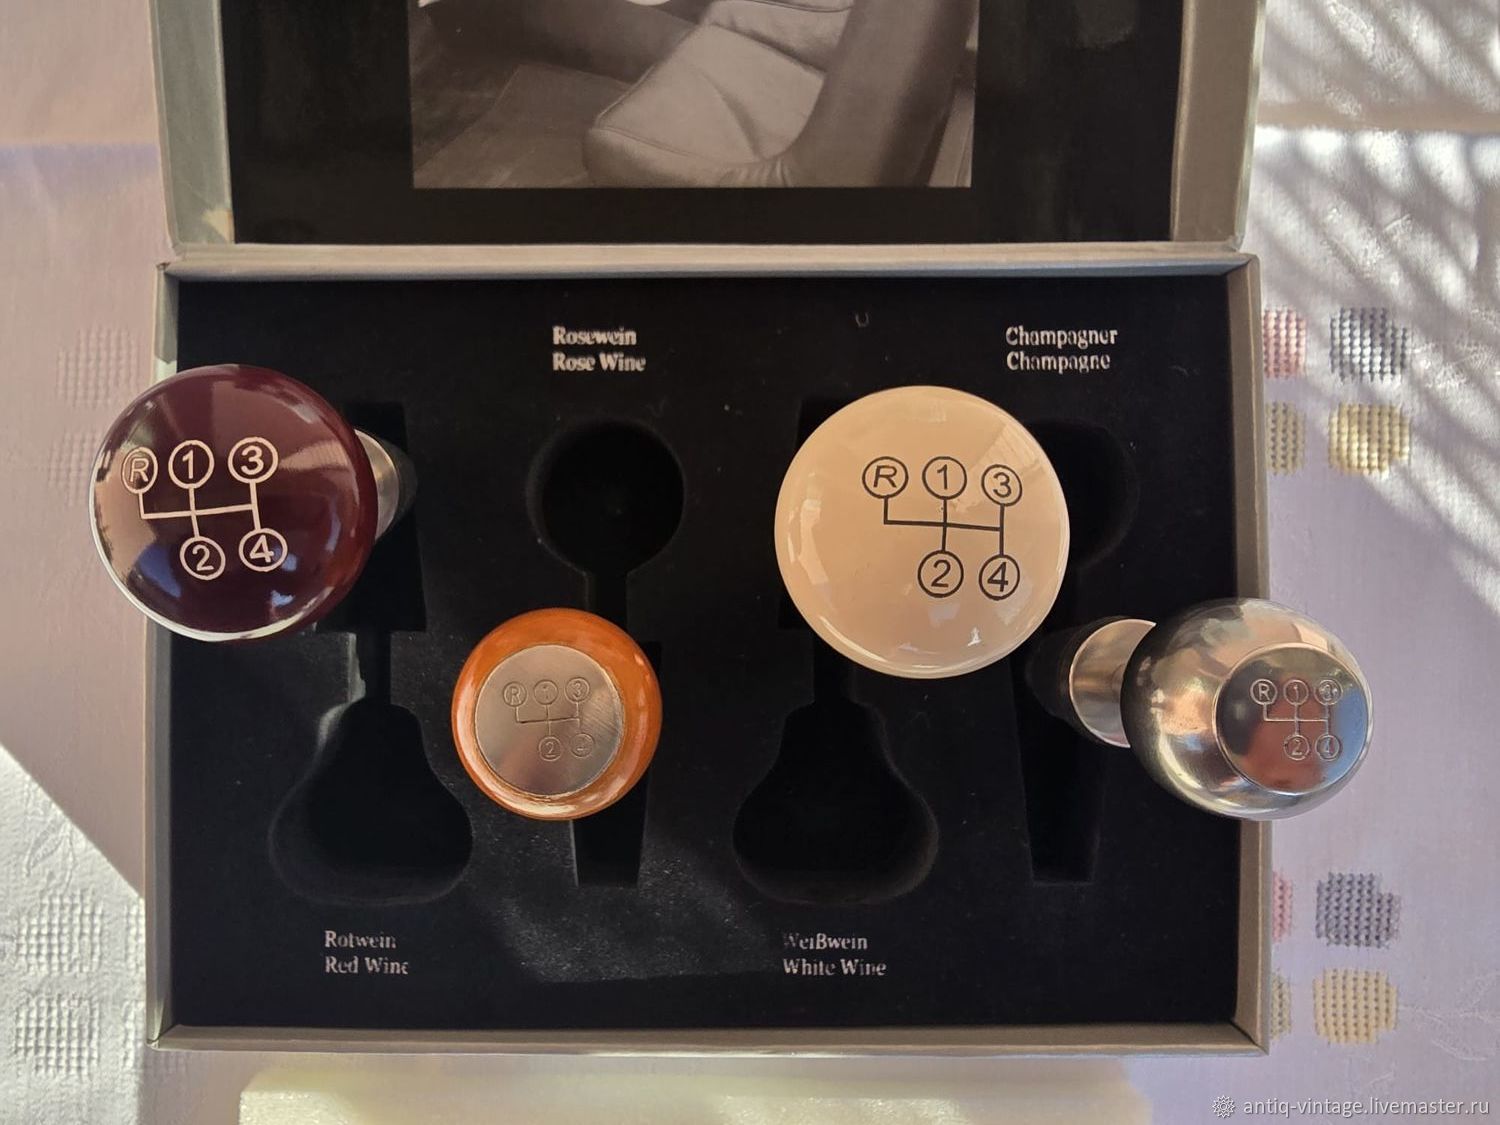 Rosewein
Rose Wine
Champagner
Champagne
R 1 3
2 4
R 1 3
2 4
R 1 3
2 4
R 1 3
2 4
Rotwein
Red Wine
Weißwein
White Wine
antiq-vintage.livemaster.ru